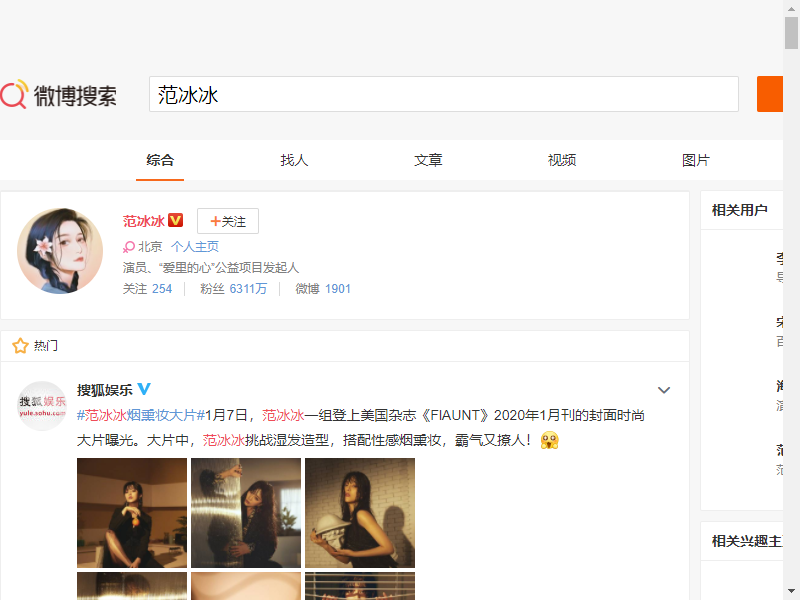 微博搜索
范冰冰
综合 找人 文章 视频 图片
范冰冰 +关注
北京 个人主页
演员、“爱里的心”公益项目发起人
关注 254 粉丝 6311万 微博 1901
热门
搜狐娱乐
yule.sohu.com
搜狐娱乐
#范冰冰烟熏妆大片#1月7日，范冰冰一组登上美国杂志《FIAUNT》2020年1月刊的封面时尚
大片曝光。大片中，范冰冰挑战湿发造型，搭配性感烟熏妆，霸气又撩人！
相关用户
相关兴趣主